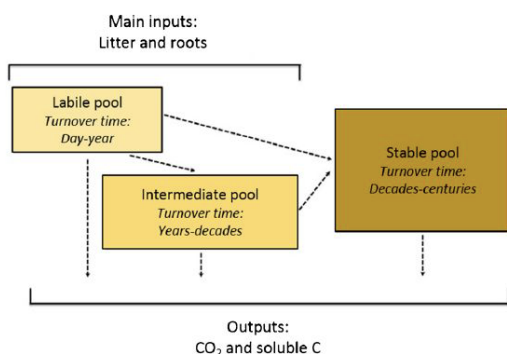 Main inputs:
Litter and roots
Labile pool
Turnover time:
Day-year
Intermediate pool
Turnover time:
Years-decades
Stable pool
Turnover time:
Decades-centuries
Outputs:
CO₂ and soluble C